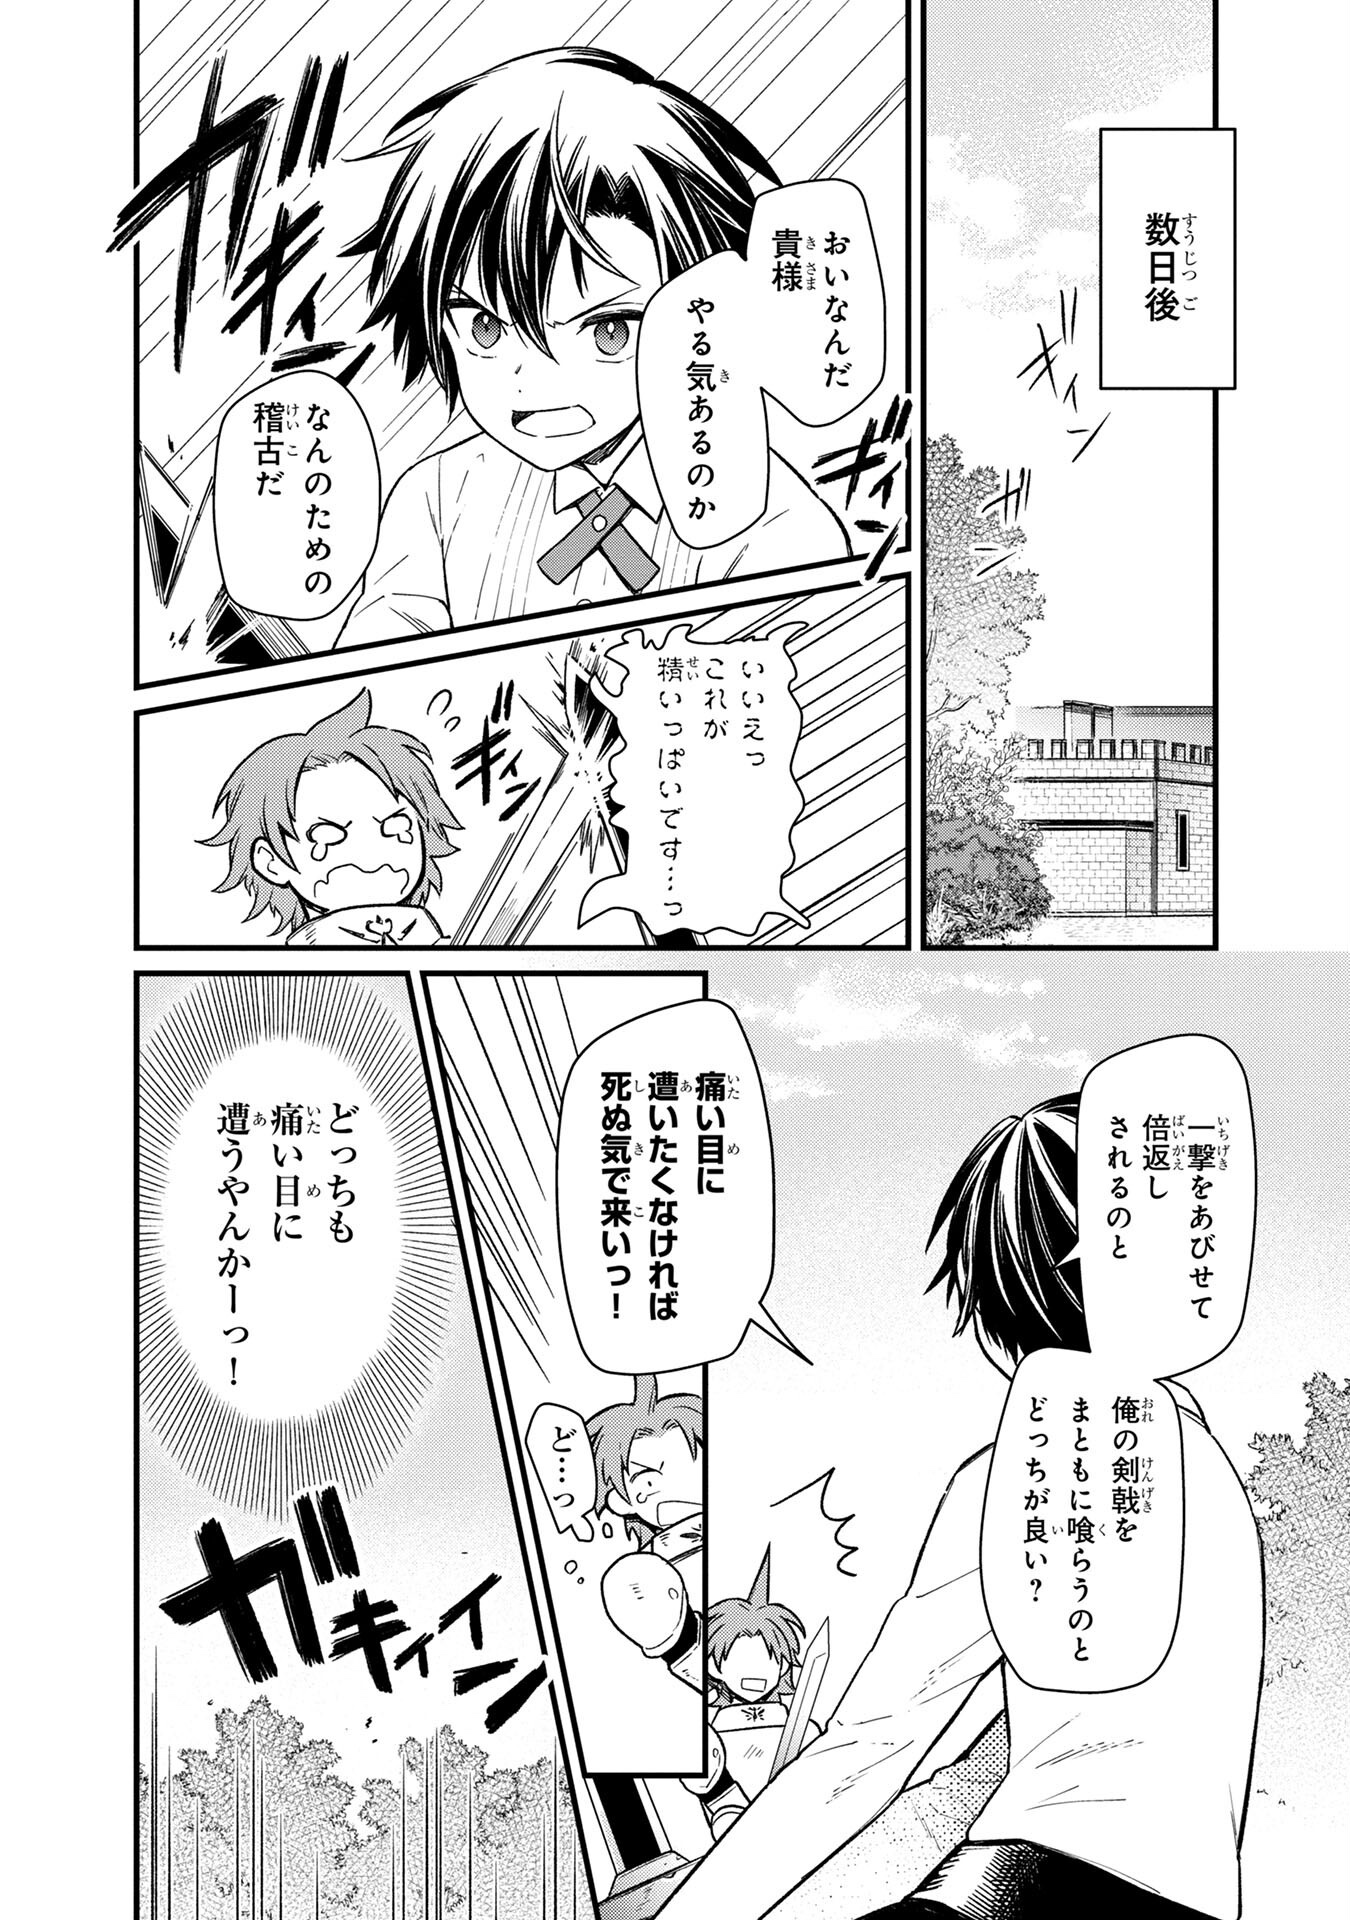 数日後
ギィン
おいなんだ
貴様
やる気あるのか
ガギィン
なんのための
稽古だ
いいえっ
これが
精いっぱいです…っ
ギィン
一撃をあびせて
倍返し
されるのと
俺の剣戟を
まともに喰らうのと
どっちが良い?
痛い目に
遭いたくなければ
死ぬ気で来いっ!
ど…っ
どっちも
痛い目に
遭うやんかーっ!
ガキィイン